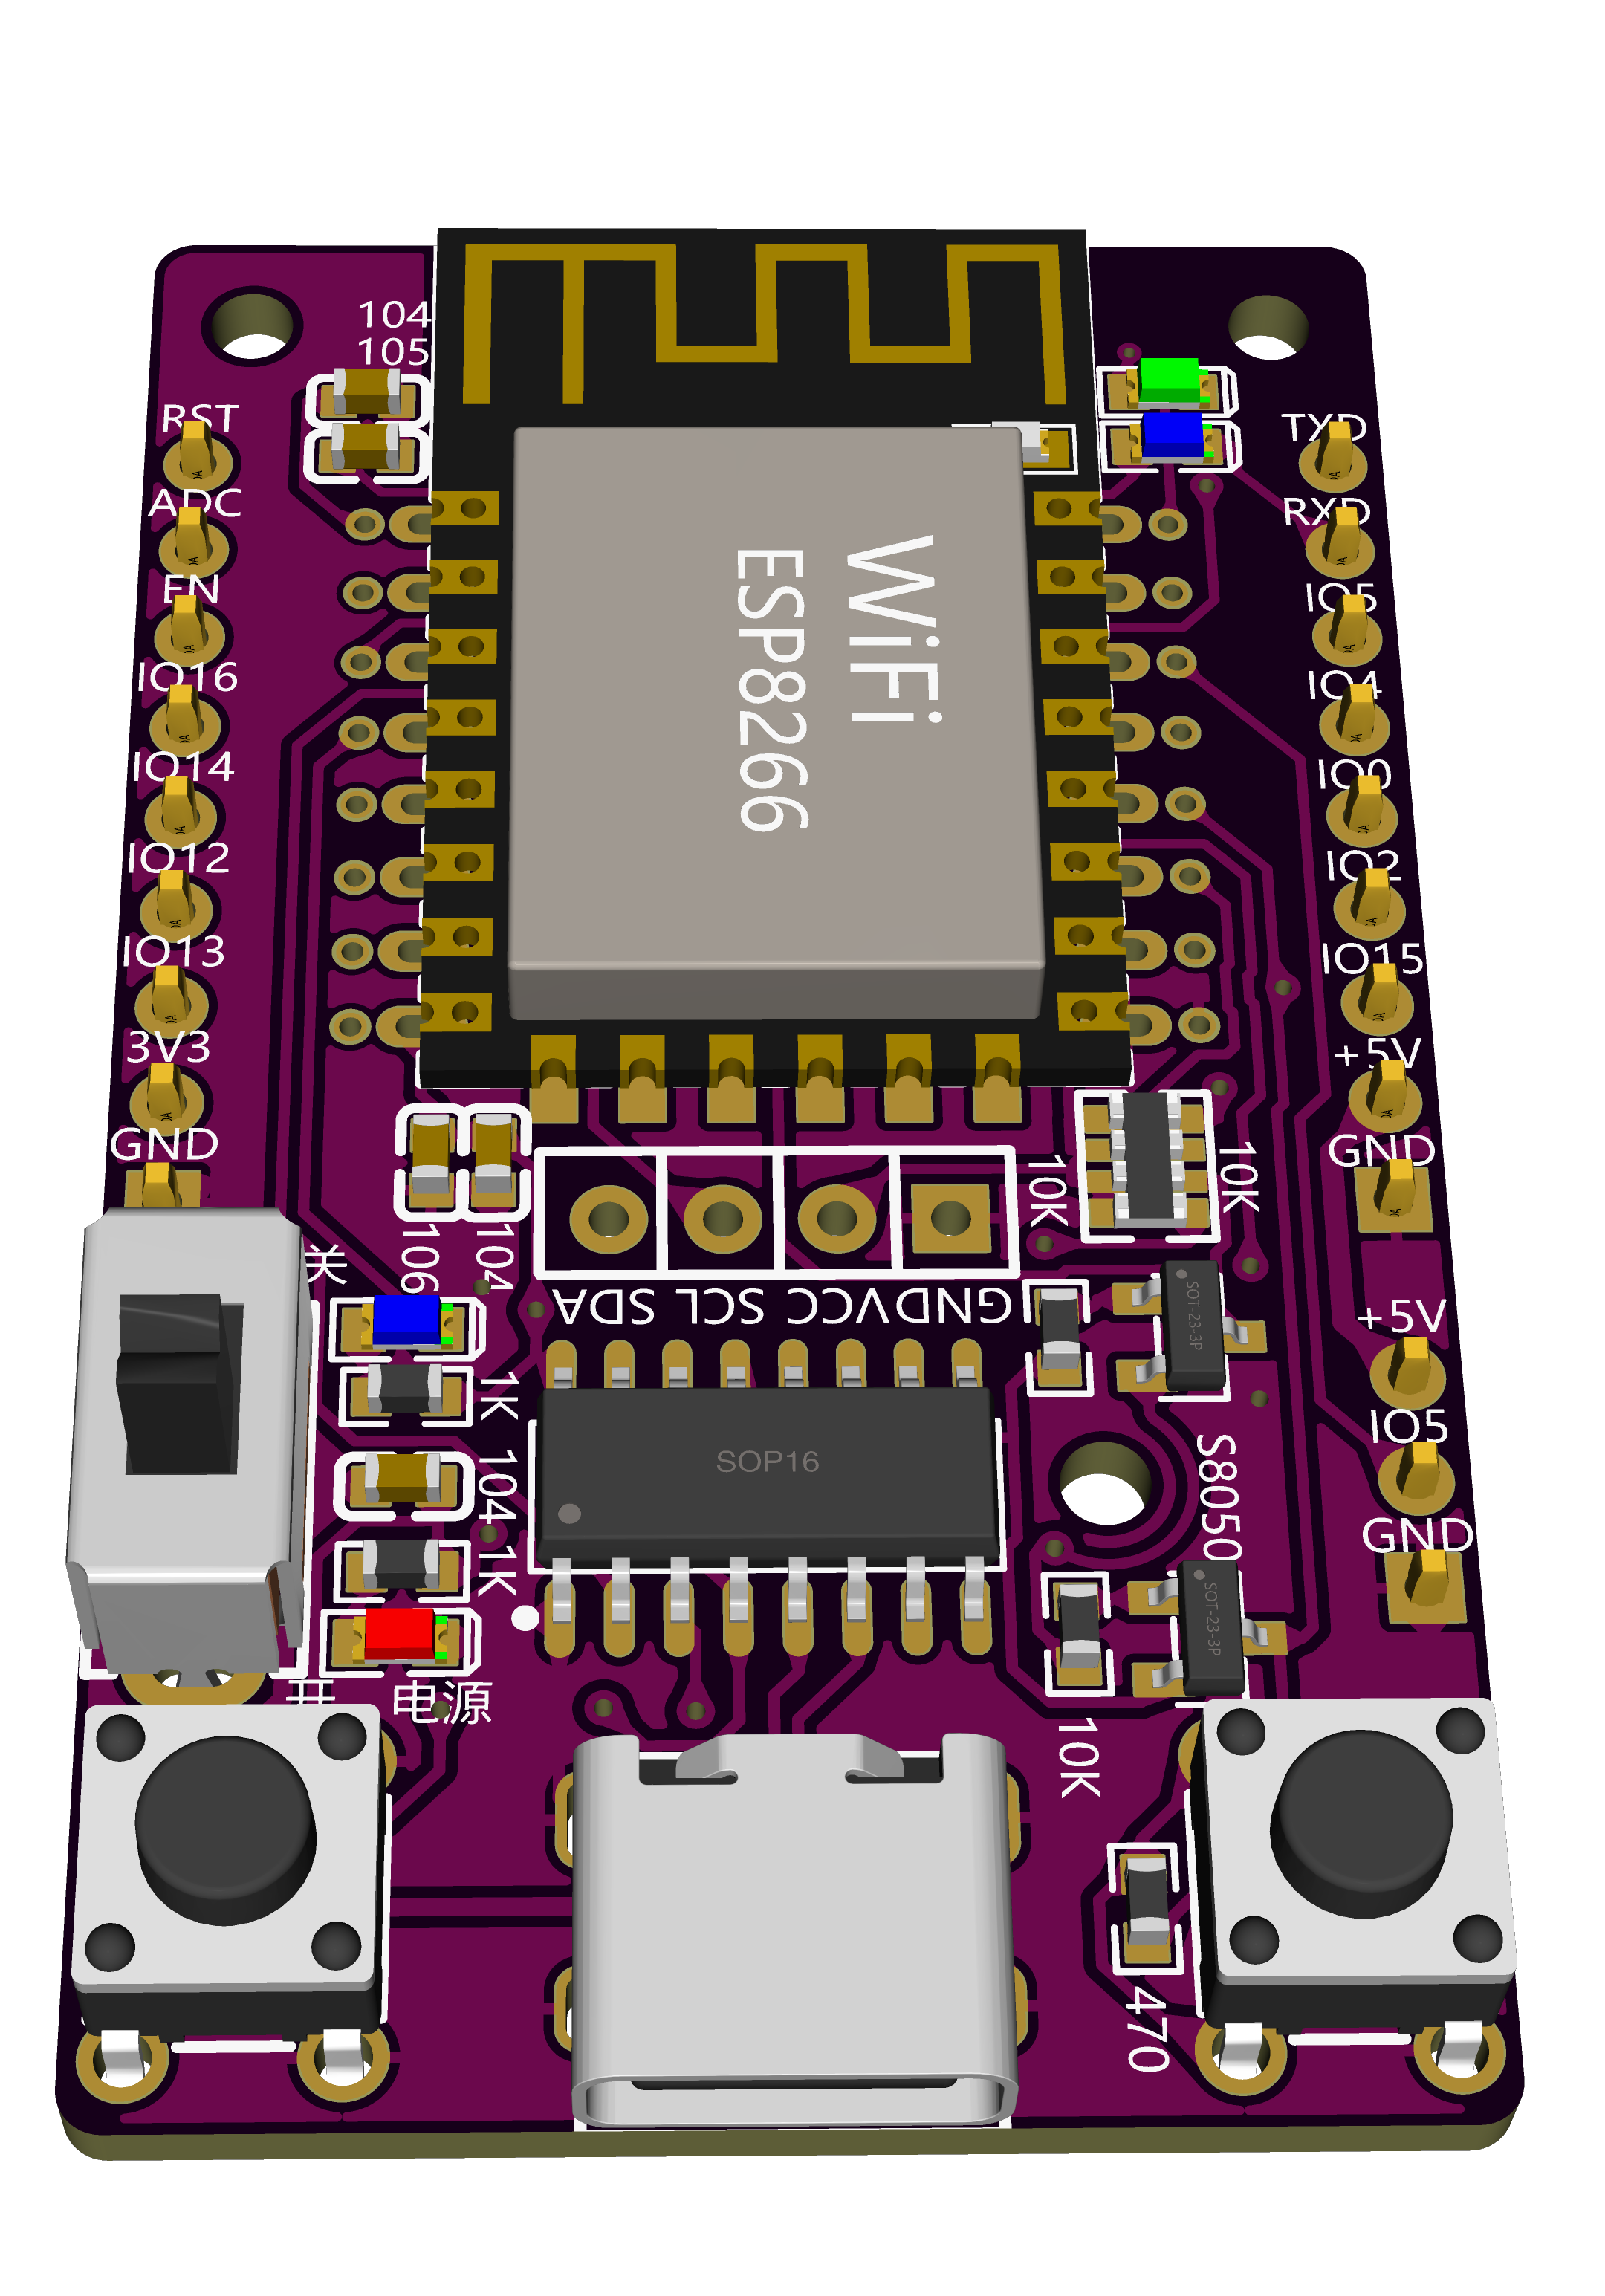 104
105
RST
ADC
EN
IO16
IO14
IO12
IO13
3V3
GND
TXD
RXD
IO5
IO4
IO0
IO2
IO15
+5V
GND
WiFi
ESP8266
106
104
10K
10K
关
SDA SCL VCC GND
1K
104
1K
SOP16
SOT-23-3P
S8050
SOT-23-3P
+5V
IO5
GND
开
电源
10K
470